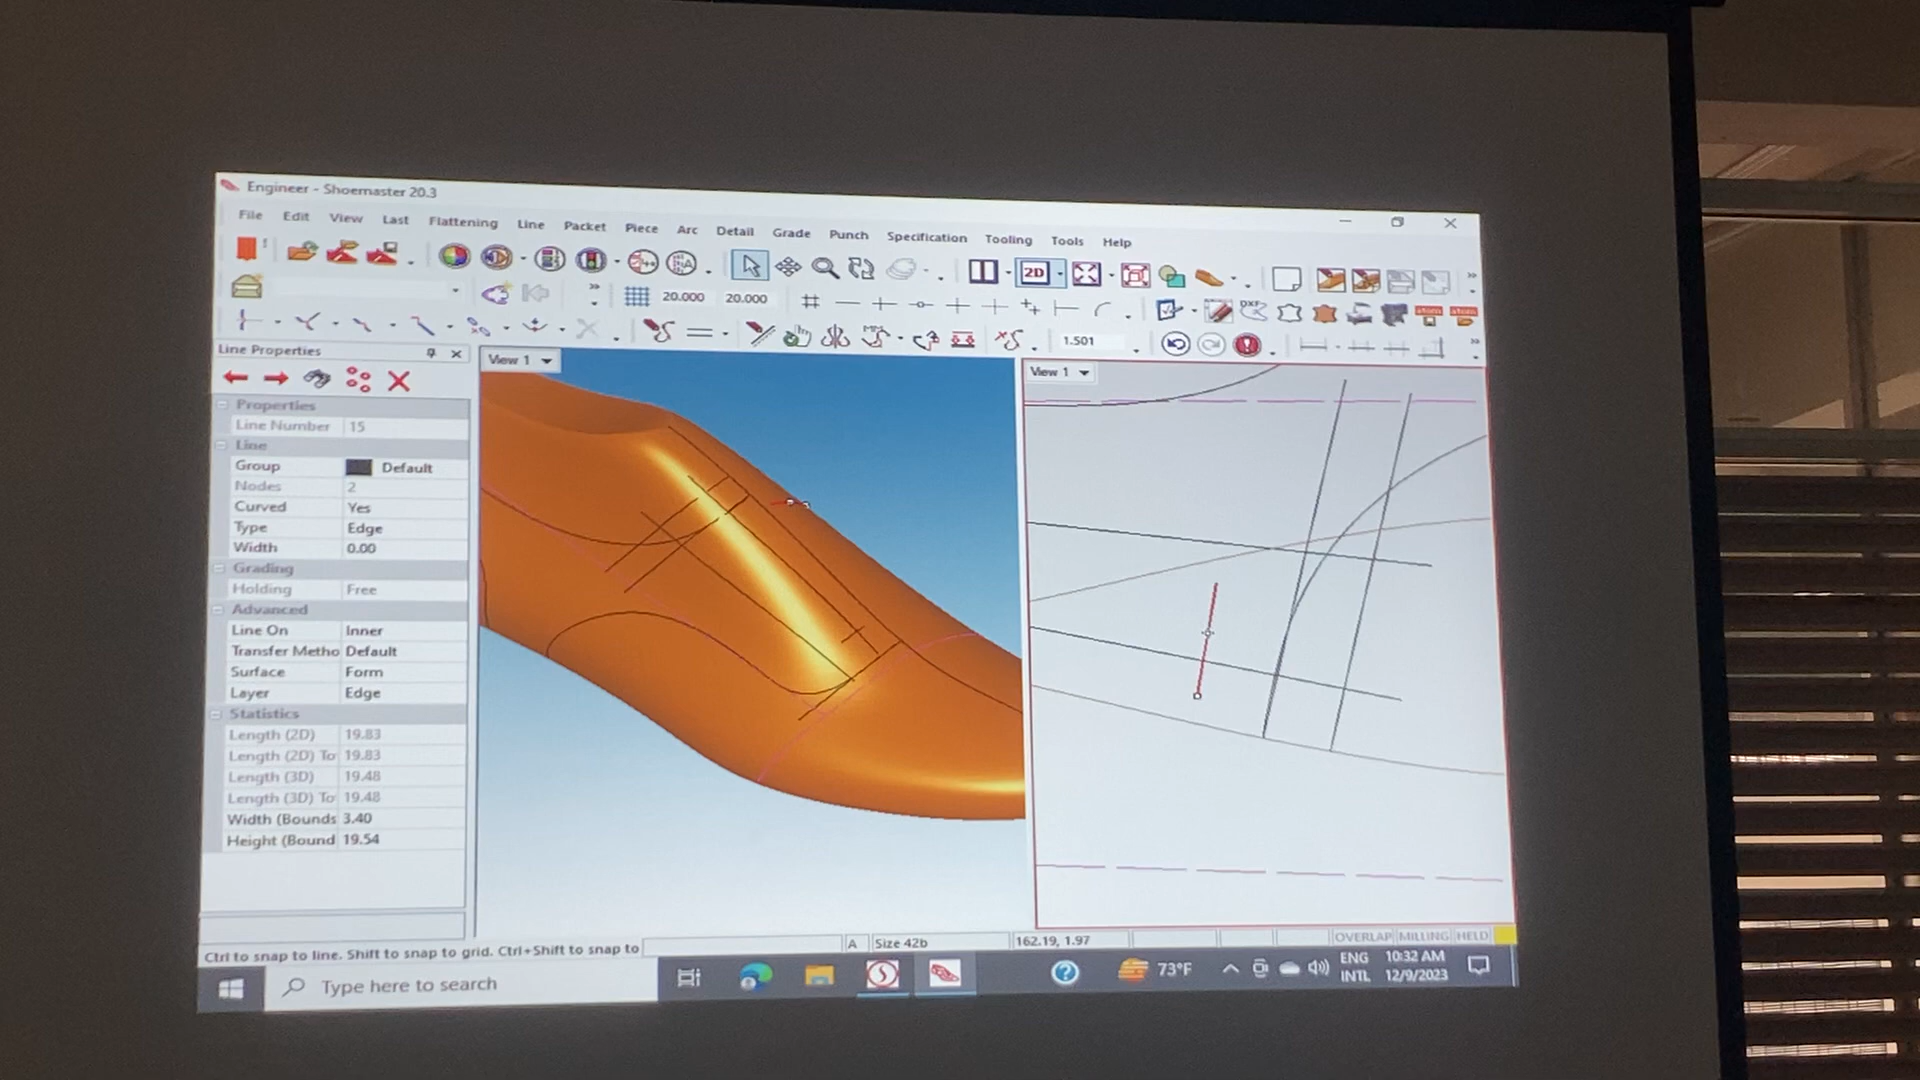 Engineer - Shoemaster 20.3
File Edit View Last Flattening Line Packet Piece Arc Detail Grade Punch Specification Tooling Tools Help
2D
20.000 20.000
DXF
1.501
Line Properties
View 1
View 1
Properties
Line Number 15
Line
Group Default
Nodes 2
Curved Yes
Type Edge
Width 0.00
Grading
Holding Free
Advanced
Line On Inner
Transfer Metho Default
Surface Form
Layer Edge
Statistics
Length (2D) 19.83
Length (2D) To 19.83
Length (3D) 19.48
Length (3D) To 19.48
Width (Bounds 3.40
Height (Bound 19.54
Ctrl to snap to line. Shift to snap to grid. Ctrl+Shift to snap to
A Size 42b 162.19, 1.97 OVERLAP MILLING HELD
Type here to search
73°F
ENG
INTL
10:32 AM
12/9/2023